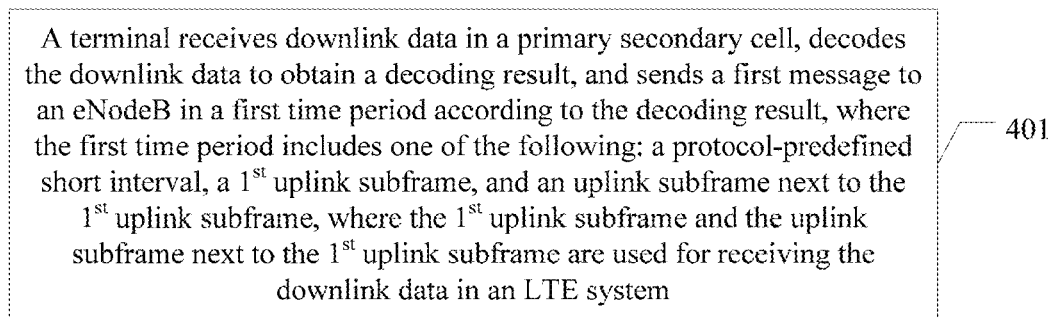 A terminal receives downlink data in a primary secondary cell, decodes
the downlink data to obtain a decoding result, and sends a first message to
an eNodeB in a first time period according to the decoding result, where
the first time period includes one of the following: a protocol-predefined
short interval, a 1st uplink subframe, and an uplink subframe next to the
1st uplink subframe, where the 1st uplink subframe and the uplink
subframe next to the 1st uplink subframe are used for receiving the
downlink data in an LTE system
401